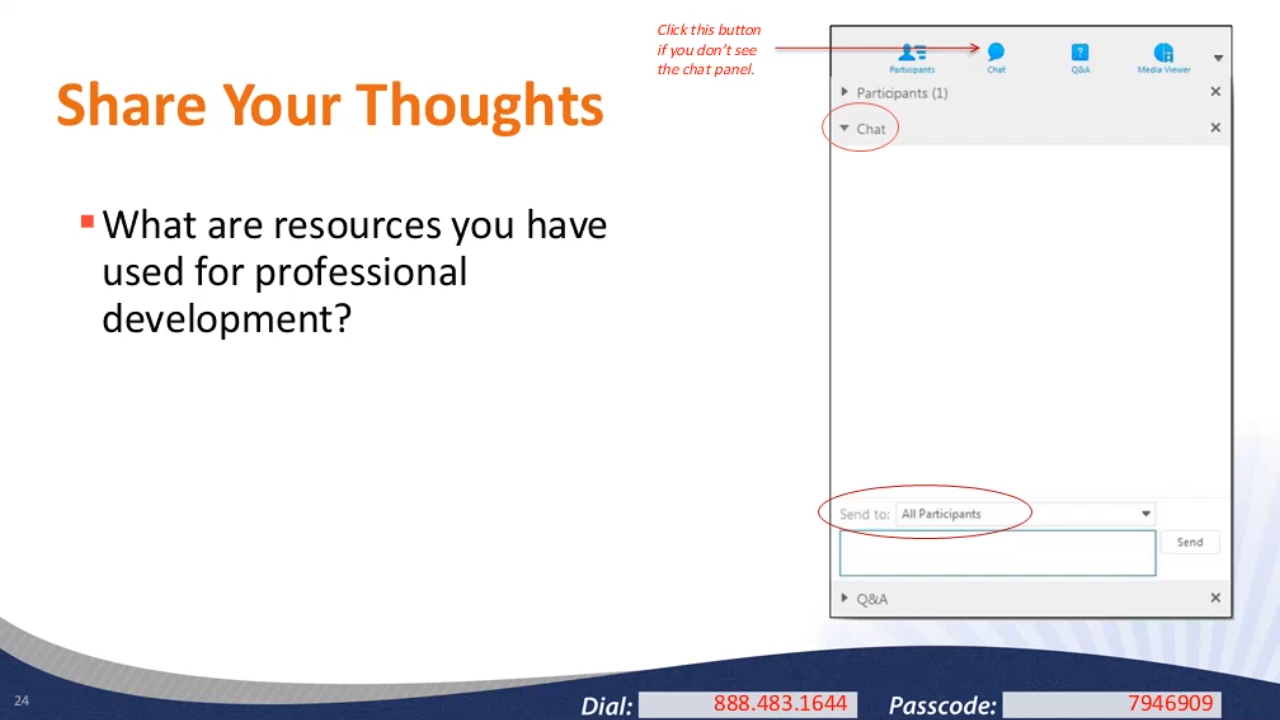 Click this button
if you don't see
the chat panel.
Share Your Thoughts
What are resources you have
used for professional
development?
Participants
Chat
Q&A
Media Viewer
Participants (1)
Chat
Send to: All Participants
Send
Q&A
24
Dial: 888.483.1644 Passcode: 7946909